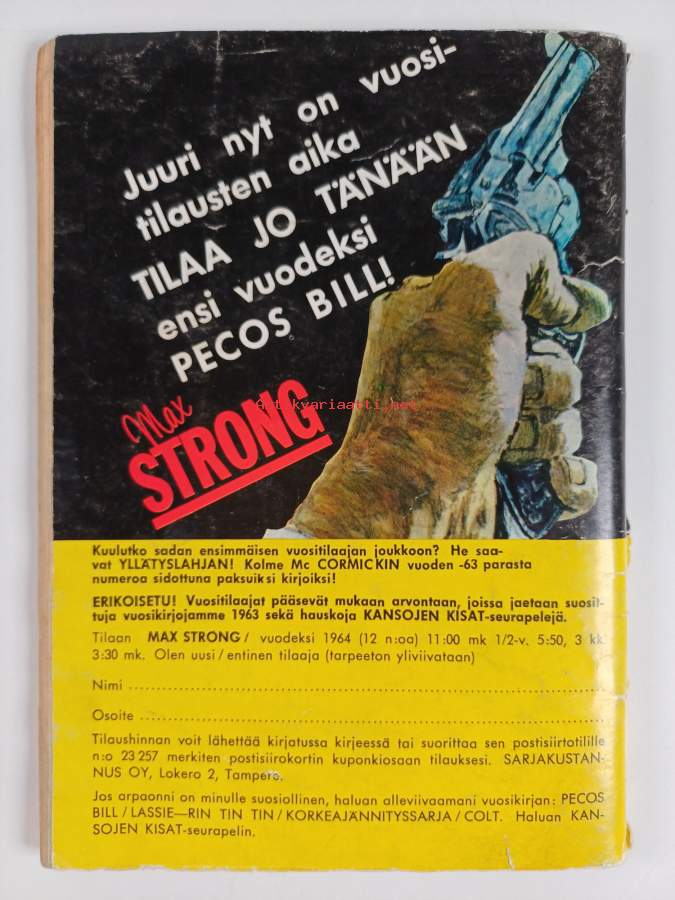 Juuri nyt on vuosi-
tilausten aika
TILAA JO TÄNÄÄN
ensi vuodeksi
PECOS BILL!
Max
STRONG
Antikvariaatti.net
Kuulutko sadan ensimmäisen vuositilaajan joukkoon? He saa-
vat YLLÄTYSLAHJAN! Kolme Mc CORMICKIN vuoden -63 parasta
numeroa sidottuna paksuiksi kirjoiksi!
ERIKOISETU! Vuositilaajat pääsevät mukaan arvontaan, joissa jaetaan suosit-
tuja vuosikirjojamme 1963 sekä hauskoja KANSOJEN KISAT-seurapelejä.
Tilaan MAX STRONG / vuodeksi 1964 (12 n:oa) 11:00 mk 1/2-v. 5:50, 3 kk
3:30 mk. Olen uusi / entinen tilaaja (tarpeeton yliviivataan)
Nimi
Osoite
Tilaushinnan voit lähettää kirjatussa kirjeessä tai suorittaa sen postisiirtotilille
n:o 23 257 merkiten postisiirokortin kuponkiosaan tilauksesi. SARJAKUSTAN-
NUS OY, Lokero 2, Tampere.
Jos arpaonni on minulle suosiollinen, haluan alleviivaamani vuosikirjan: PECOS
BILL / LASSIE—RIN TIN TIN / KORKEAJÄNNITYSSARJA / COLT. Haluan KAN-
SOJEN KISAT-seurapelin.